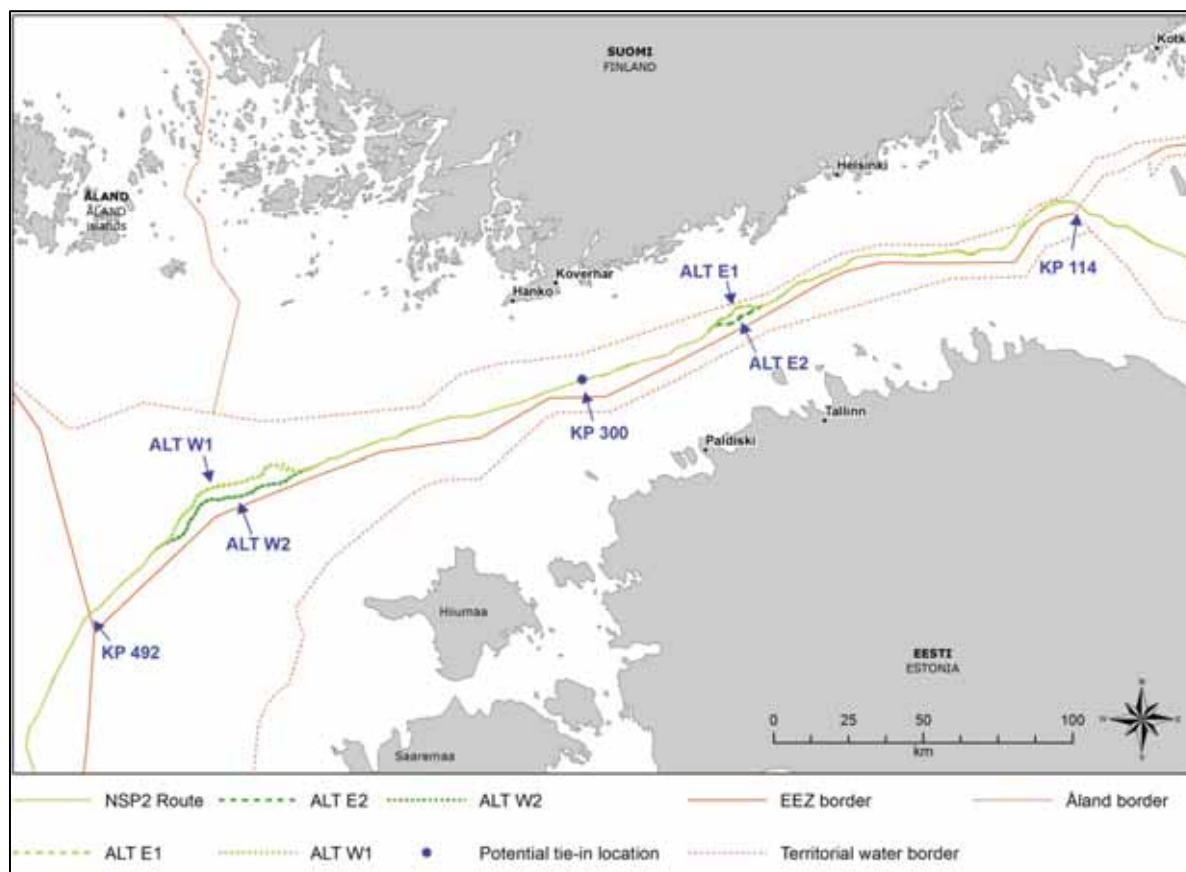 SUOMI
FINLAND
Kotk
Helsinki
ÅLAND
ÅLAND
islands
ALT E1
KP 114
Koverhar
Hanko
ALT E2
Tallinn
KP 300
Paldiski
ALT W1
ALT W2
Hiiumaa
KP 492
EESTI
ESTONIA
N
W
E
S
0 25 50 100
km
Saaremaa
NSP2 Route ALT E2 ALT W2 EEZ border Åland border
ALT E1 ALT W1 Potential tie-in location Territorial water border